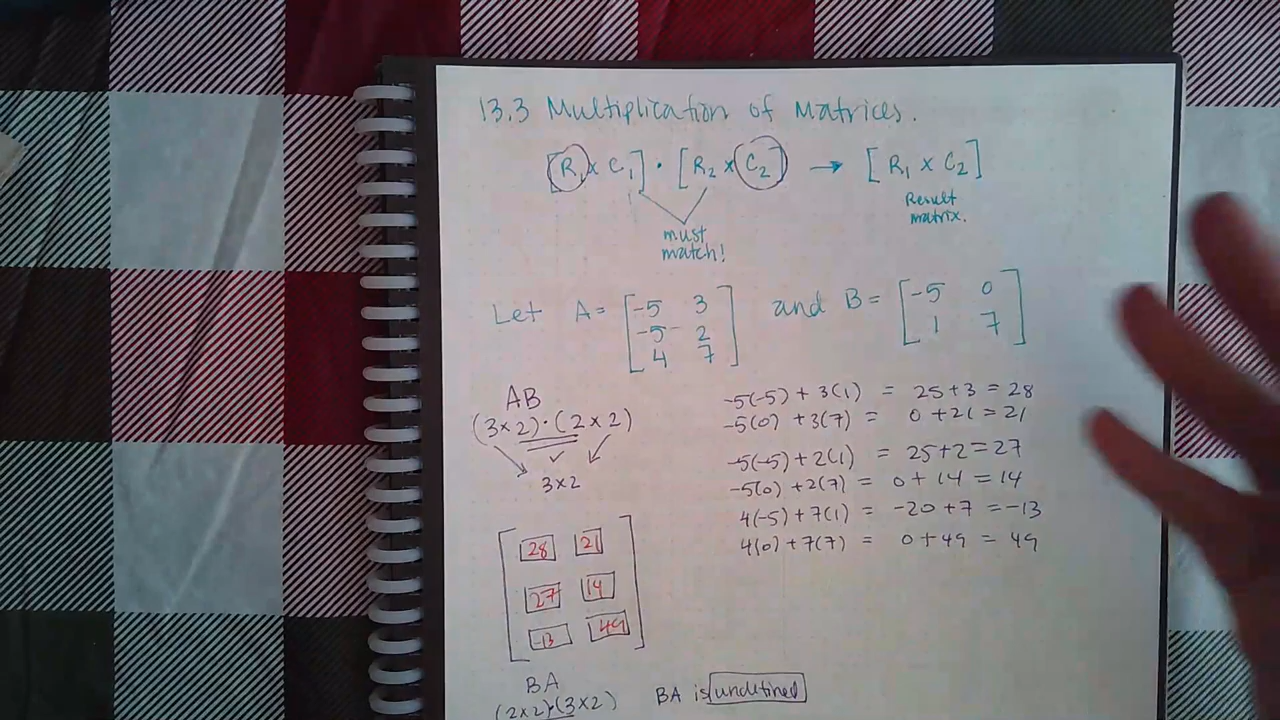 13.3 Multiplication of Matrices.
[R₁ x C₁] · [R₂ x C₂] → [R₁ x C₂]
must match!
Result matrix.
Let A = [-5 3
-5 2
4 7] and B = [-5 0
1 7]
AB
(3x2)·(2x2)
✓
3x2
-5(-5) + 3(1) = 25+3 = 28
-5(0) + 3(7) = 0+21 = 21
-5(-5) + 2(1) = 25+2 = 27
-5(0) + 2(7) = 0+14 = 14
4(-5) + 7(1) = -20+7 = -13
4(0) + 7(7) = 0+49 = 49
[28 21
27 14
-13 49]
BA
(2x2)·(3x2)
BA is undefined